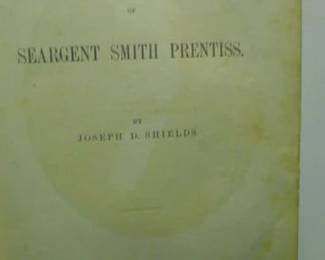 OF
SEARGENT SMITH PRENTISS.
BY
JOSEPH D. SHIELDS